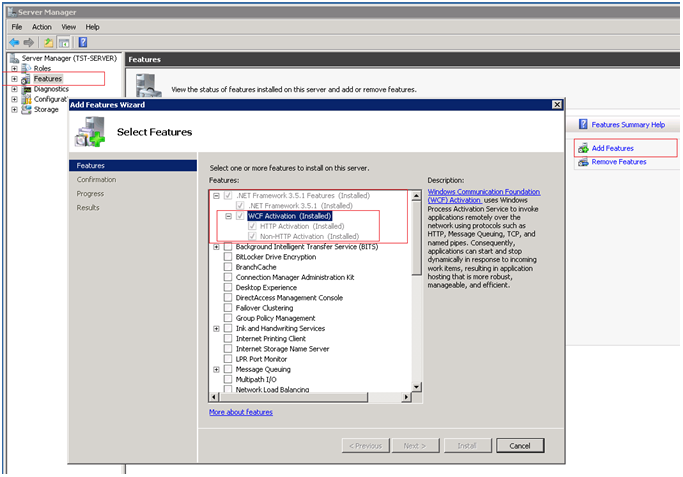 Server Manager
File Action View Help
Server Manager (TST-SERVER)
Roles
Features
Diagnostics
Configurat
Storage
Features
View the status of features installed on this server and add or remove features.
Features Summary Help
Add Features
Remove Features
Add Features Wizard
Select Features
Features
Confirmation
Progress
Results
Select one or more features to install on this server.
Features:
.NET Framework 3.5.1 Features (Installed)
.NET Framework 3.5.1 (Installed)
WCF Activation (Installed)
HTTP Activation (Installed)
Non-HTTP Activation (Installed)
Background Intelligent Transfer Service (BITS)
BitLocker Drive Encryption
BranchCache
Connection Manager Administration Kit
Desktop Experience
DirectAccess Management Console
Failover Clustering
Group Policy Management
Ink and Handwriting Services
Internet Printing Client
Internet Storage Name Server
LPR Port Monitor
Message Queuing
Multipath I/O
Network Load Balancing
More about features
Description:
Windows Communication Foundation
(WCF) Activation uses Windows
Process Activation Service to invoke
applications remotely over the
network using protocols such as
HTTP, Message Queuing, TCP, and
named pipes. Consequently,
applications can start and stop
dynamically in response to incoming
work items, resulting in application
hosting that is more robust,
manageable, and efficient.
< Previous
Next >
Install
Cancel